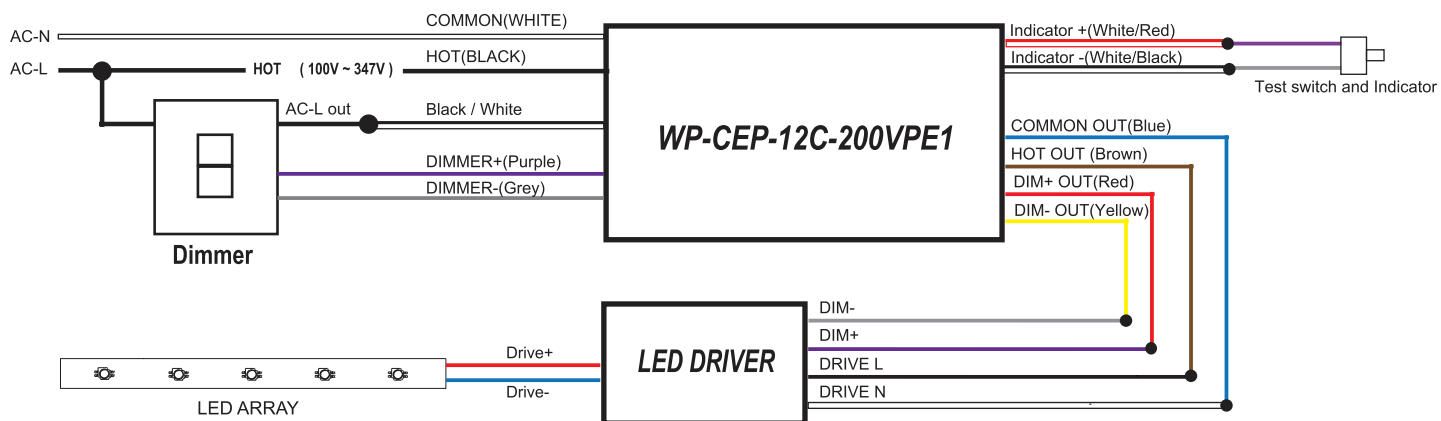 COMMON(WHITE)
AC-N
HOT(BLACK)
AC-L
HOT ( 100V ~ 347V )
AC-L out
Black / White
DIMMER+(Purple)
DIMMER-(Grey)
Dimmer
WP-CEP-12C-200VPE1
Indicator +(White/Red)
Indicator -(White/Black)
Test switch and Indicator
COMMON OUT(Blue)
HOT OUT (Brown)
DIM+ OUT(Red)
DIM- OUT(Yellow)
DIM-
DIM+
DRIVE L
DRIVE N
LED DRIVER
Drive+
Drive-
LED ARRAY